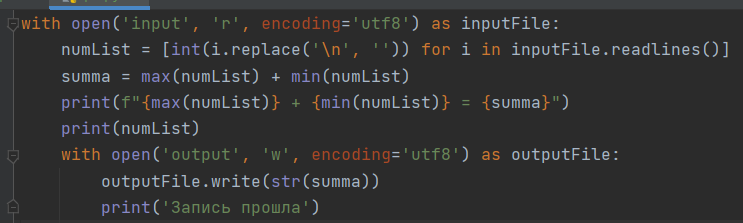 with open('input', 'r', encoding='utf8') as inputFile:
    numList = [int(i.replace('\n', '')) for i in inputFile.readlines()]
    summa = max(numList) + min(numList)
    print(f"{max(numList)} + {min(numList)} = {summa}")
    print(numList)
    with open('output', 'w', encoding='utf8') as outputFile:
        outputFile.write(str(summa))
        print('Запись прошла')